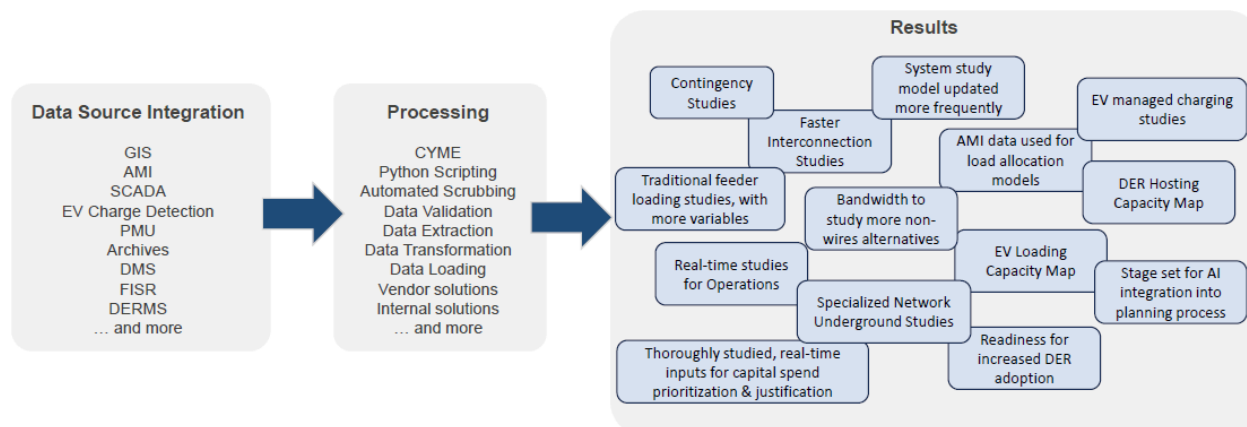 Data Source Integration
GIS
AMI
SCADA
EV Charge Detection
PMU
Archives
DMS
FISR
DERMS
… and more
Processing
CYME
Python Scripting
Automated Scrubbing
Data Validation
Data Extraction
Data Transformation
Data Loading
Vendor solutions
Internal solutions
… and more
Results
Contingency
Studies
System study
model updated
more frequently
EV managed charging
studies
Faster
Interconnection
Studies
AMI data used for
load allocation
models
Traditional feeder
loading studies, with
more variables
Bandwidth to
study more non-
wires alternatives
DER Hosting
Capacity Map
Real-time studies
for Operations
EV Loading
Capacity Map
Stage set for AI
integration into
planning process
Specialized Network
Underground Studies
Thoroughly studied, real-time
inputs for capital spend
prioritization & justification
Readiness for
increased DER
adoption